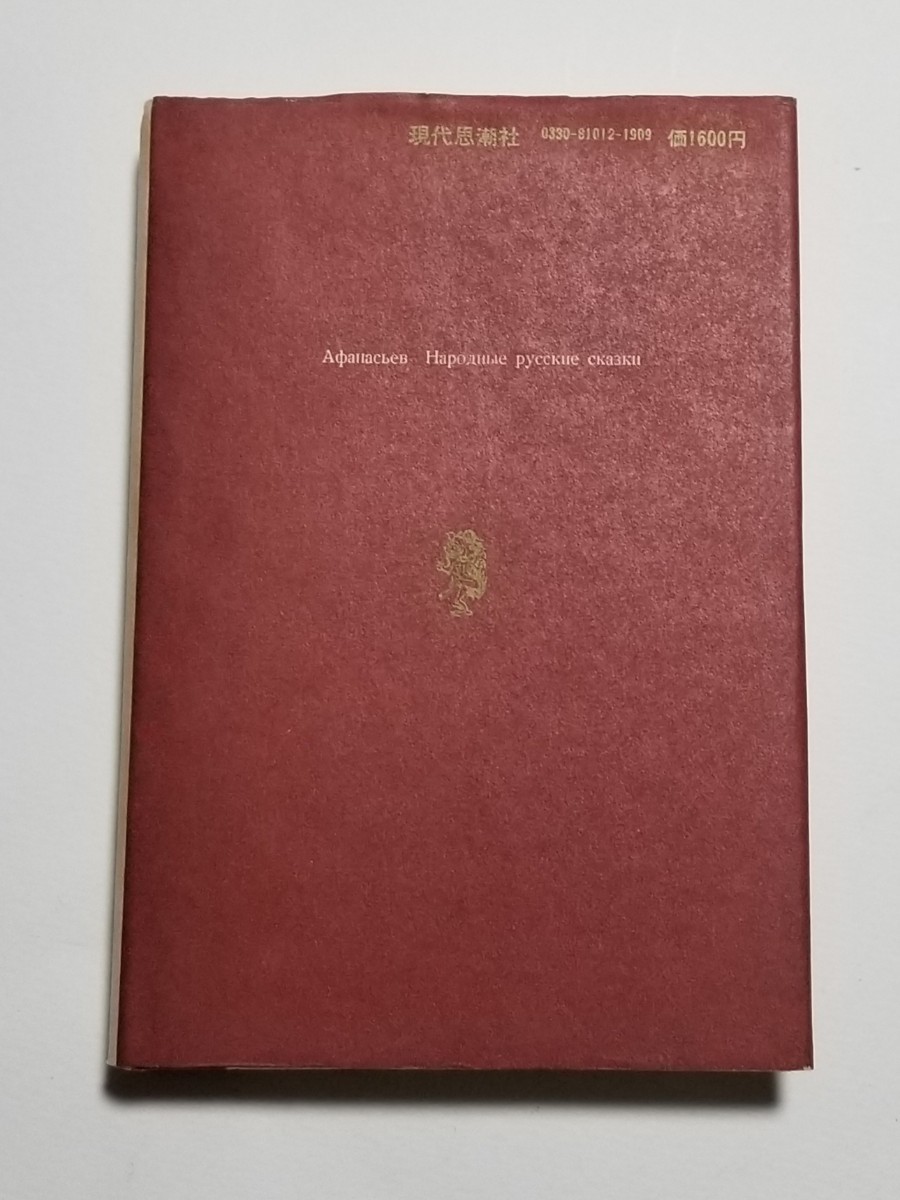 現代思潮社 0330-81012-1909 価1600円
Афанасьев Народные русские сказки